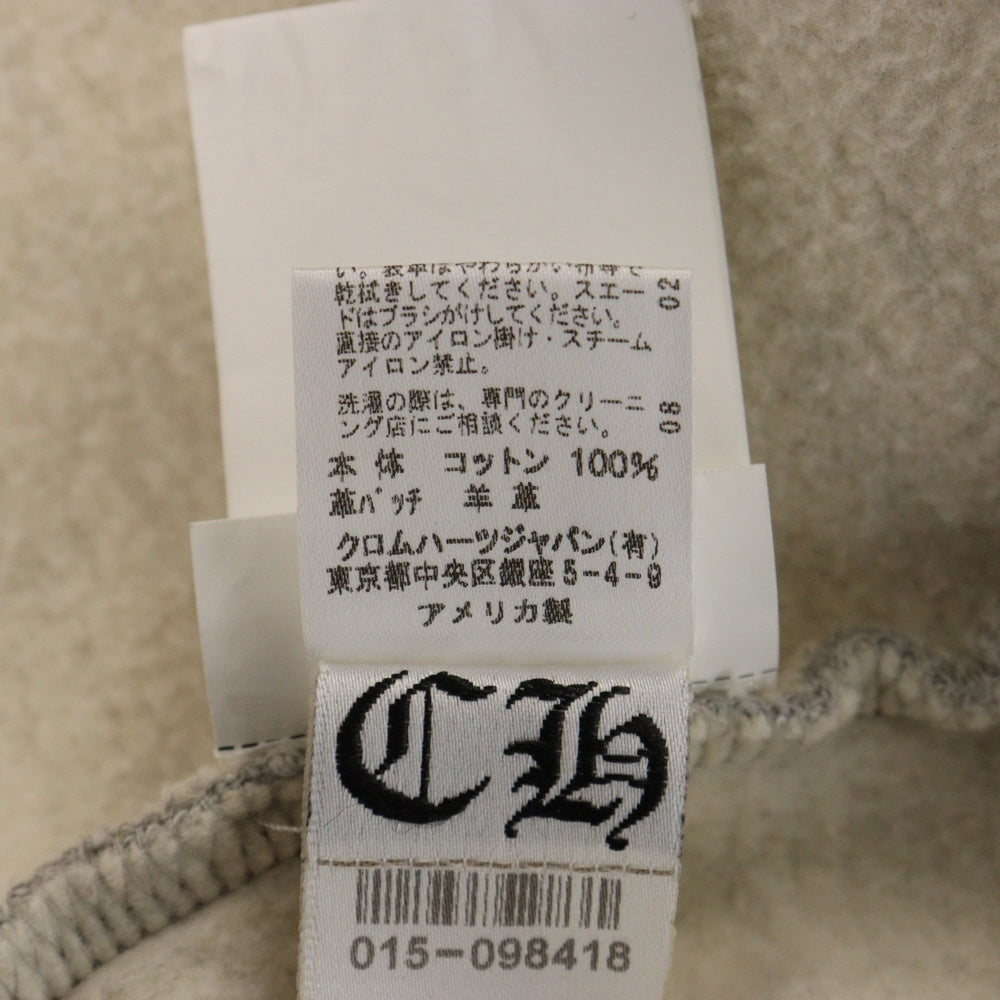 い。表革はやわらかい布等で
乾拭きしてください。スエー
ドはブラシがけしてください。
直接のアイロン掛け・スチーム
アイロン禁止。
洗濯の際は、専門のクリーニ
ング店にご相談ください。
02
08
本体 コットン 100%
革パッチ 羊革
クロムハーツジャパン(有)
東京都中央区銀座5-4-9
アメリカ製
CH
015-098418